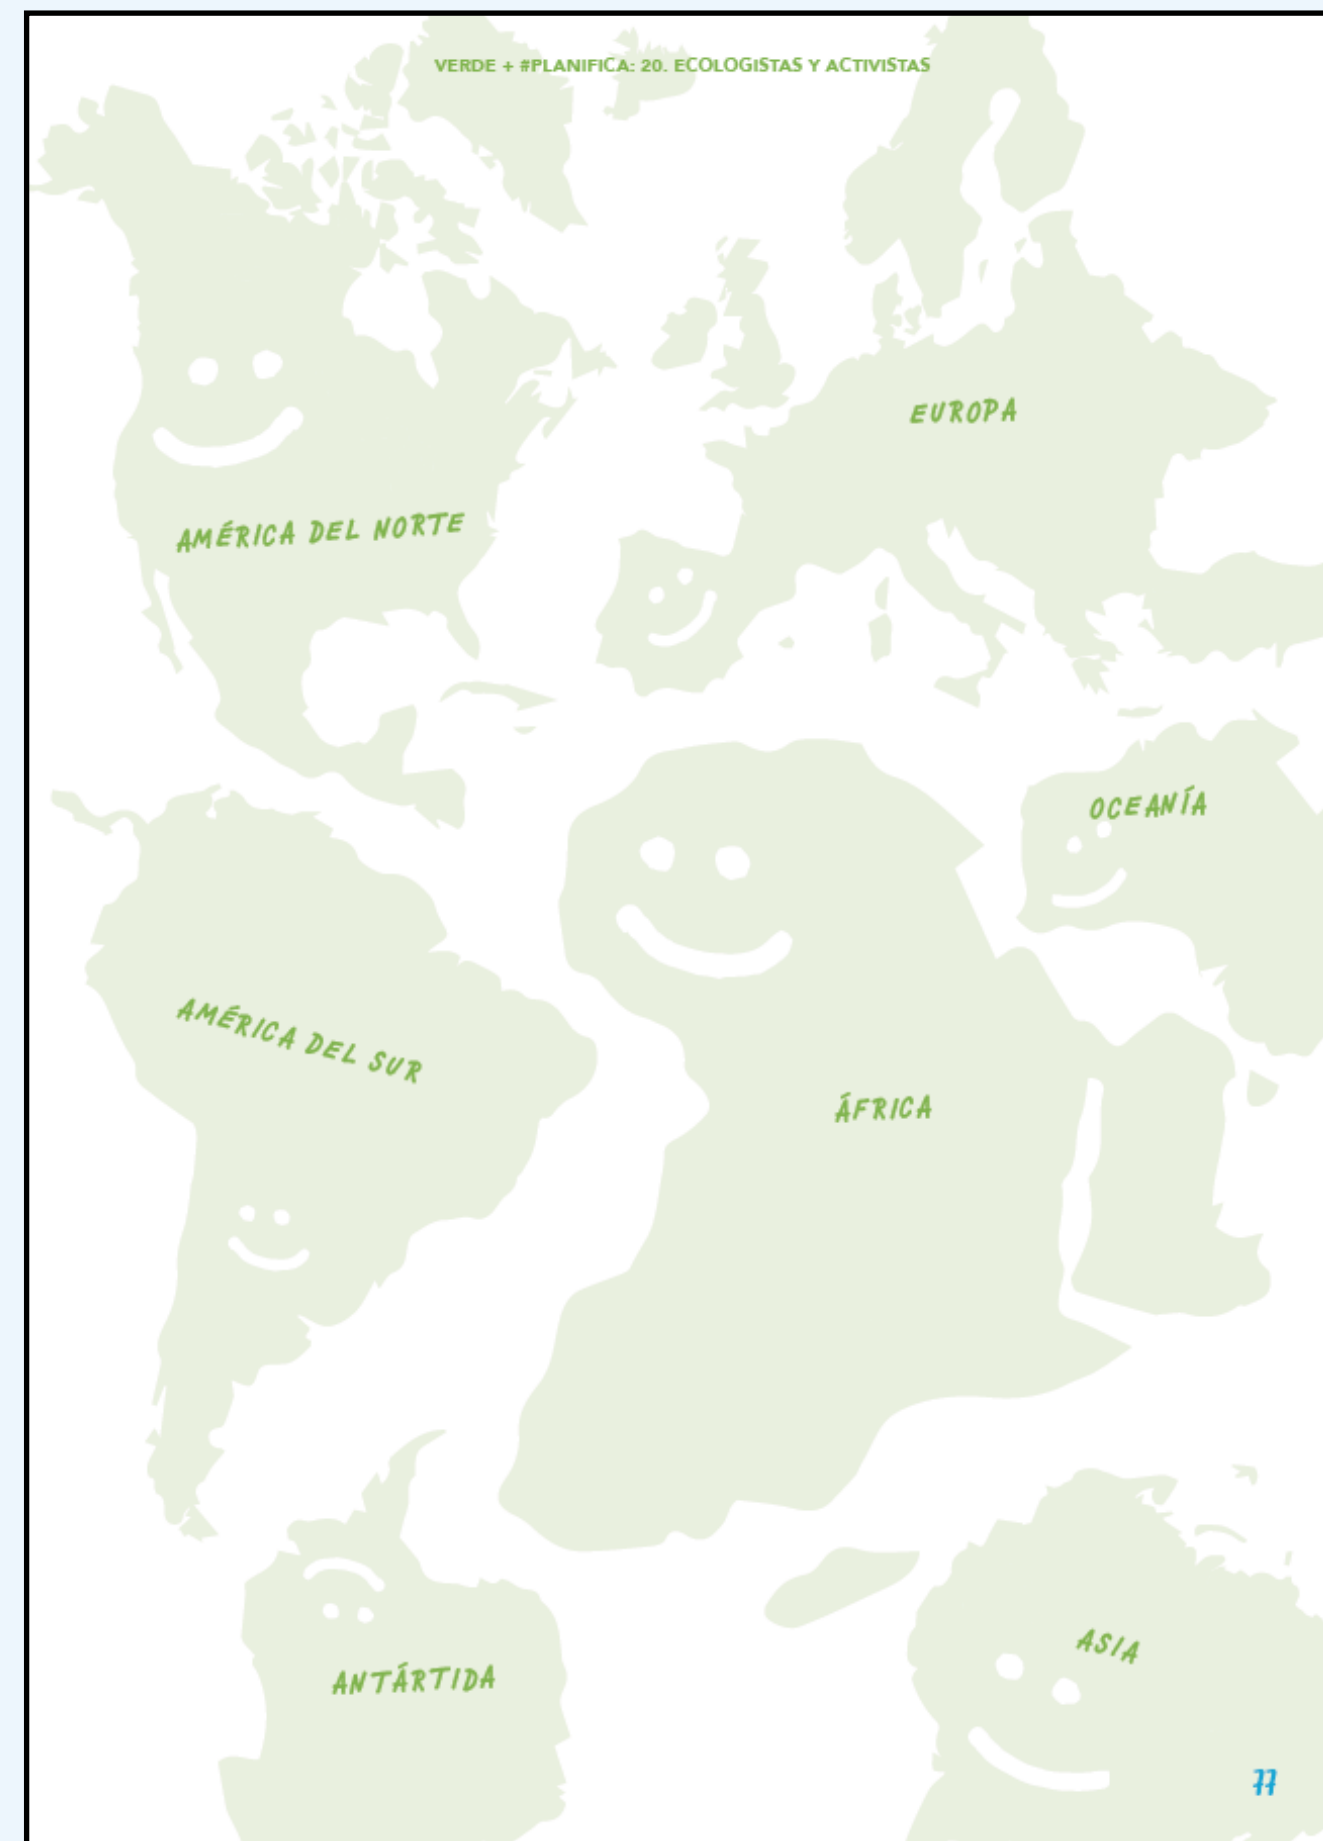 VERDE + #PLANIFICA: 20. ECOLOGISTAS Y ACTIVISTAS
EUROPA
AMÉRICA DEL NORTE
OCEANÍA
AMÉRICA DEL SUR
ÁFRICA
ASIA
ANTÁRTIDA
77